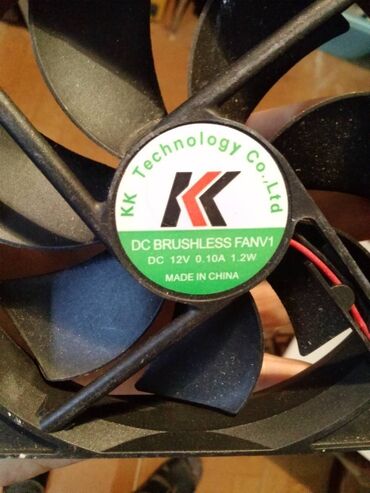 KK Technology Co.,Ltd
KK
DC BRUSHLESS FANV1
DC 12V 0.10A 1.2W
MADE IN CHINA